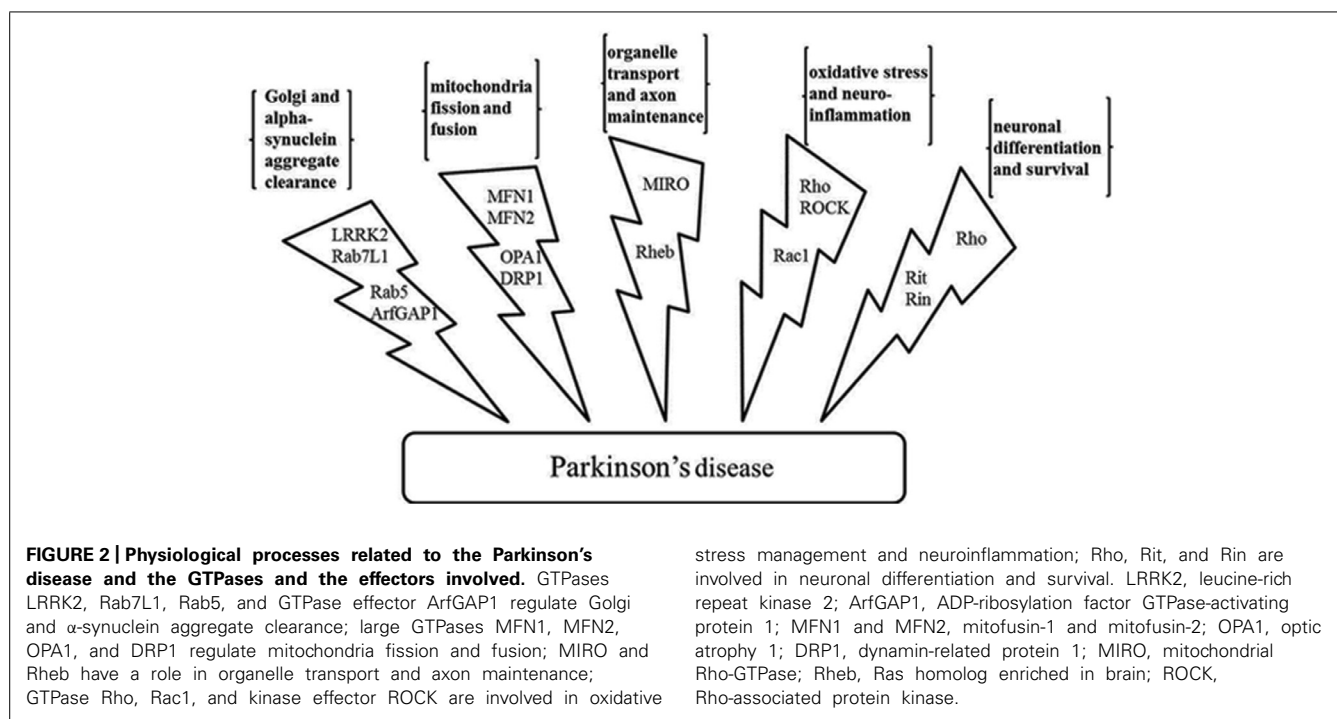 Golgi and
alpha-
synuclein
aggregate
clearance
mitochondria
fission and
fusion
organelle
transport
and axon
maintenance
oxidative stress
and neuro-
inflammation
neuronal
differentiation
and survival
LRRK2
Rab7L1
Rab5
ArfGAP1
MFN1
MFN2
OPA1
DRP1
MIRO
Rheb
Rho
ROCK
Rac1
Rho
Rit
Rin
Parkinson's disease
FIGURE 2 | Physiological processes related to the Parkinson's
disease and the GTPases and the effectors involved. GTPases
LRRK2, Rab7L1, Rab5, and GTPase effector ArfGAP1 regulate Golgi
and α-synuclein aggregate clearance; large GTPases MFN1, MFN2,
OPA1, and DRP1 regulate mitochondria fission and fusion; MIRO and
Rheb have a role in organelle transport and axon maintenance;
GTPase Rho, Rac1, and kinase effector ROCK are involved in oxidative
stress management and neuroinflammation; Rho, Rit, and Rin are
involved in neuronal differentiation and survival. LRRK2, leucine-rich
repeat kinase 2; ArfGAP1, ADP-ribosylation factor GTPase-activating
protein 1; MFN1 and MFN2, mitofusin-1 and mitofusin-2; OPA1, optic
atrophy 1; DRP1, dynamin-related protein 1; MIRO, mitochondrial
Rho-GTPase; Rheb, Ras homolog enriched in brain; ROCK,
Rho-associated protein kinase.